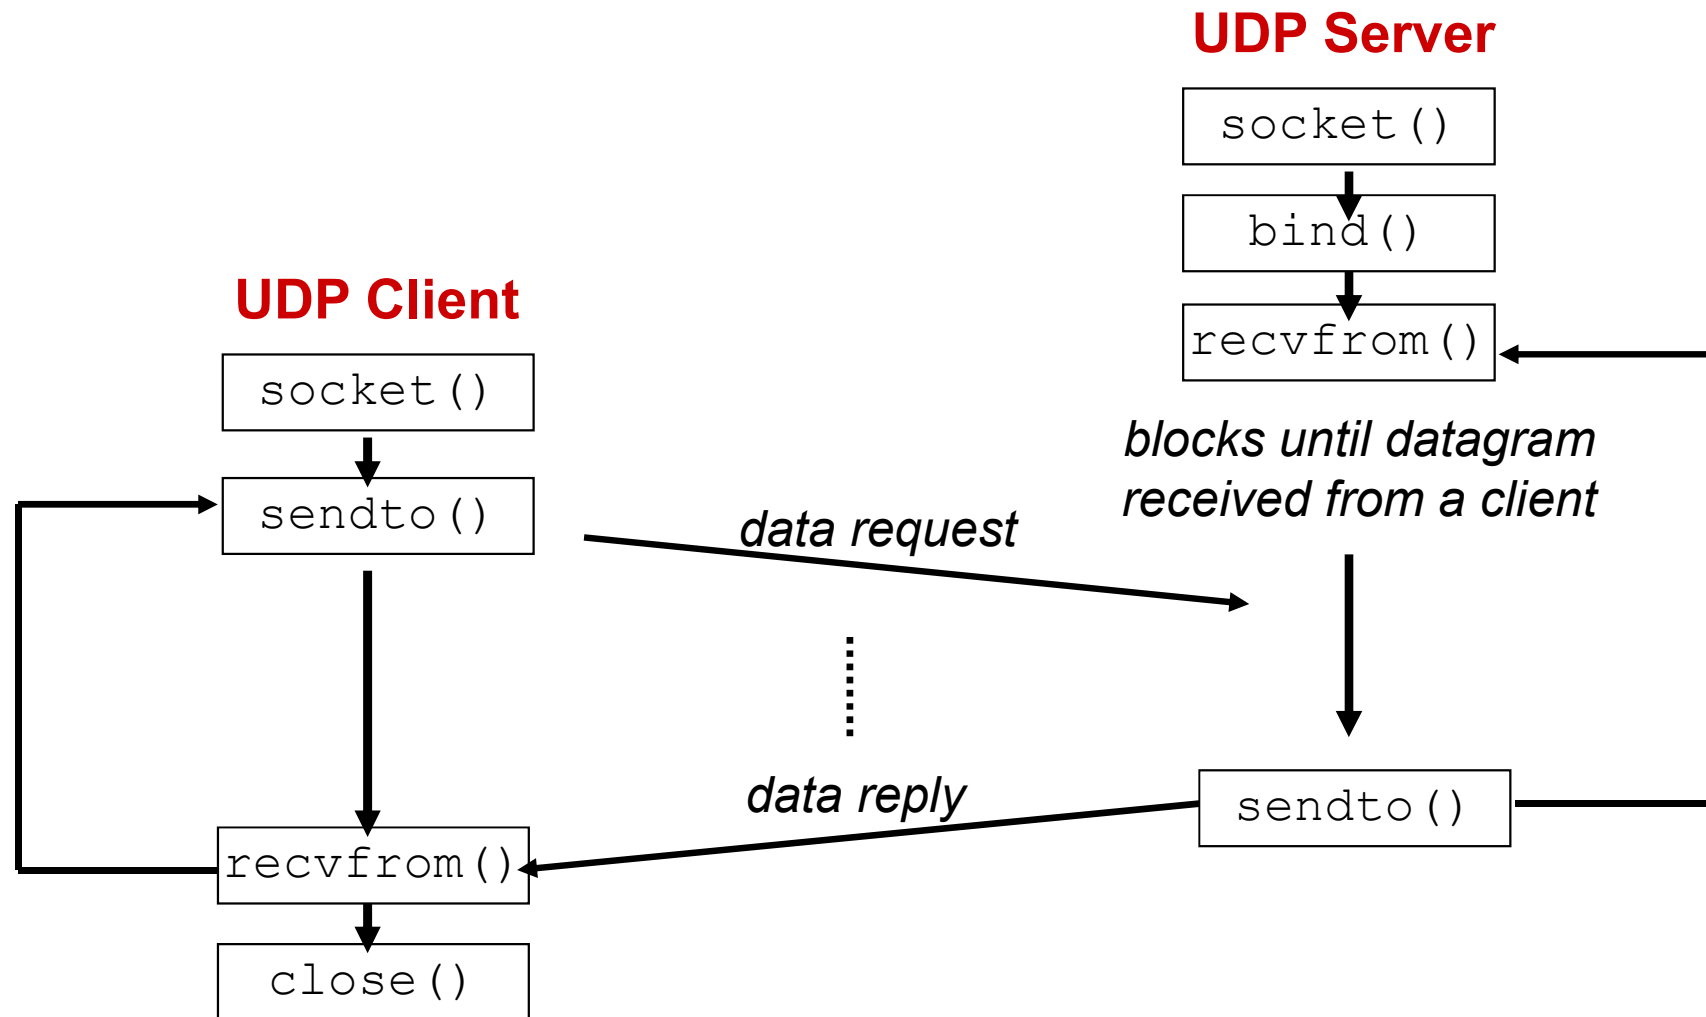 UDP Server
socket()
bind()
recvfrom()
blocks until datagram
received from a client
sendto()
UDP Client
socket()
sendto()
data request
data reply
recvfrom()
close()